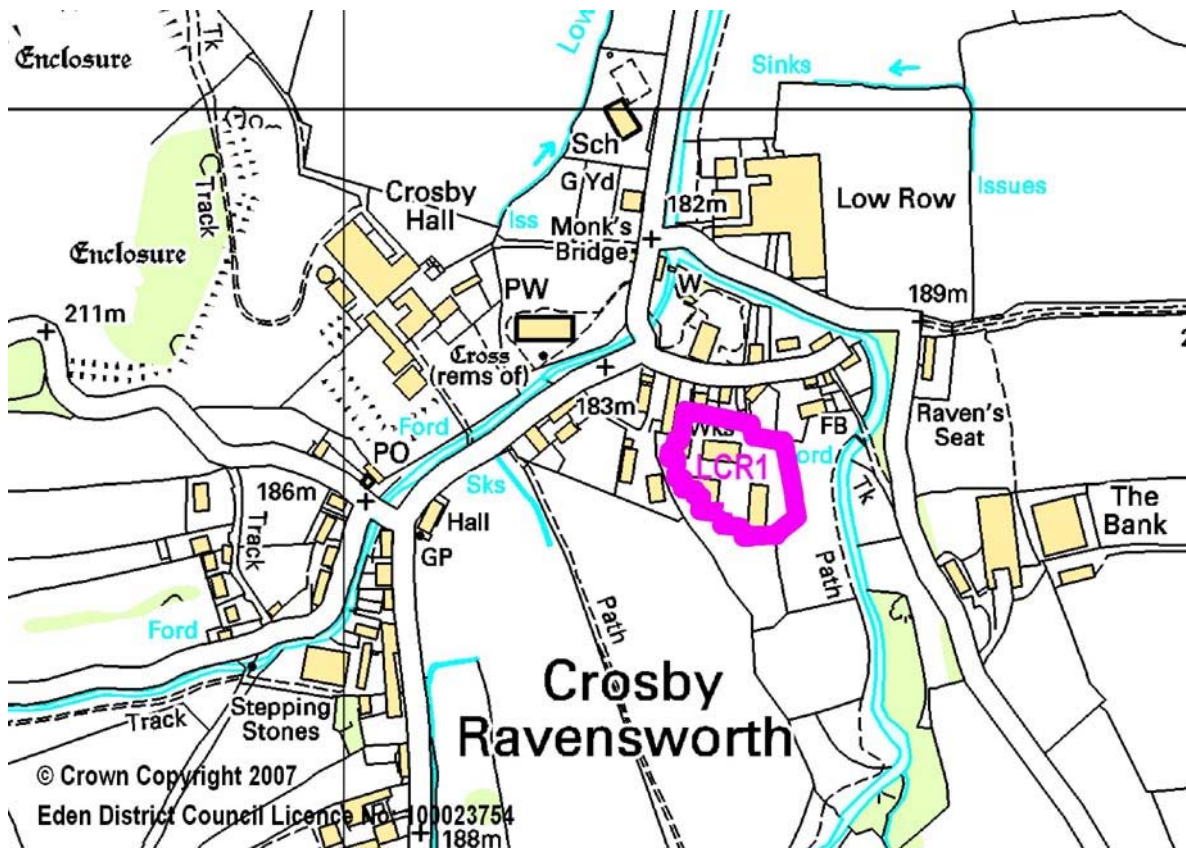 Enclosure
Tk
Low
Sinks
Sch
Track
Crosby
Hall
G Yd
182m
Low Row
Issues
Iss
Monk's
Bridge
Enclosure
PW
W
189m
211m
Cross
(rems of)
183m
Ford
Wks
FB
Raven's
Seat
PO
LCR1
ord
186m
Sks
Tk
The
Bank
Hall
Track
GP
Path
Path
Ford
Crosby
Ravensworth
Stepping
Stones
Track
© Crown Copyright 2007
Eden District Council Licence No: 100023754
188m